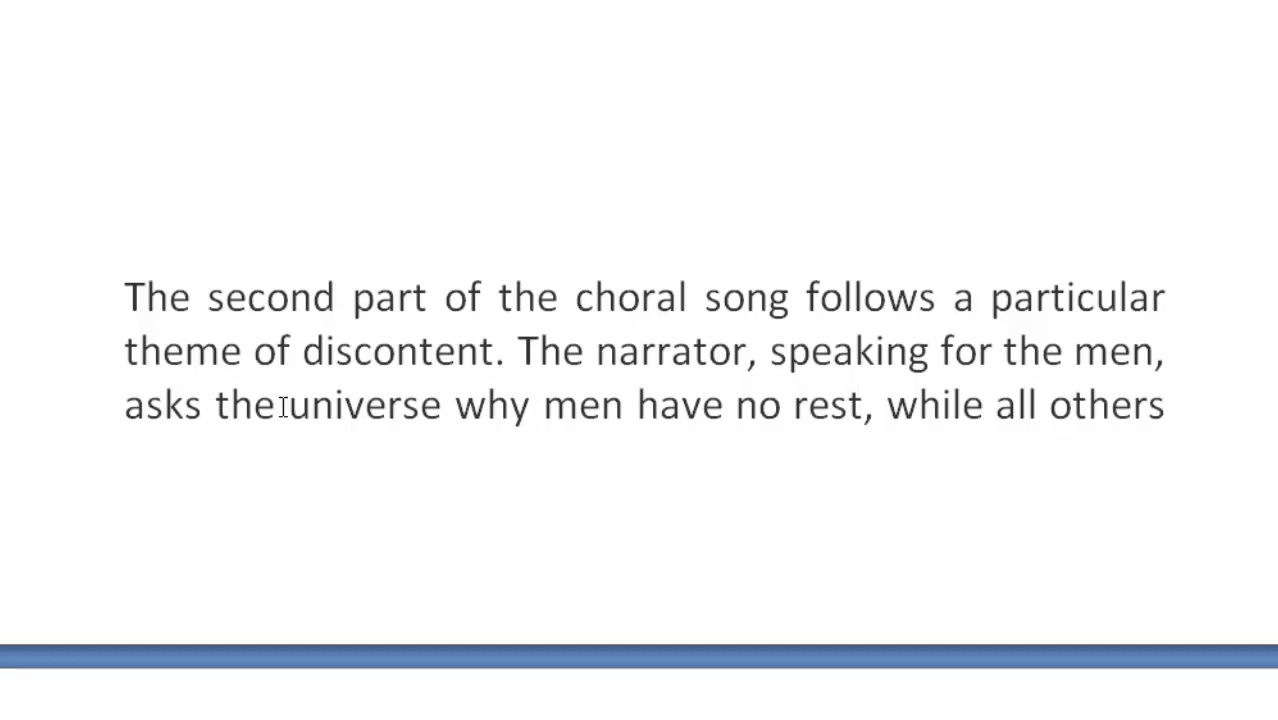 The second part of the choral song follows a particular
theme of discontent. The narrator, speaking for the men,
asks the universe why men have no rest, while all others